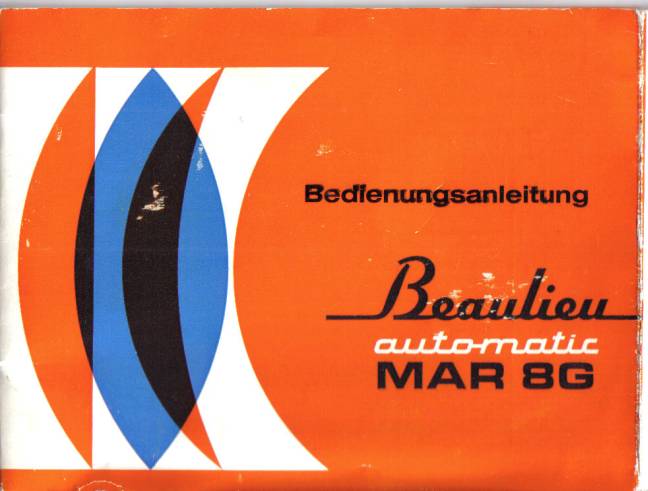 Bedienungsanleitung
Beaulieu
automatic
MAR 8G